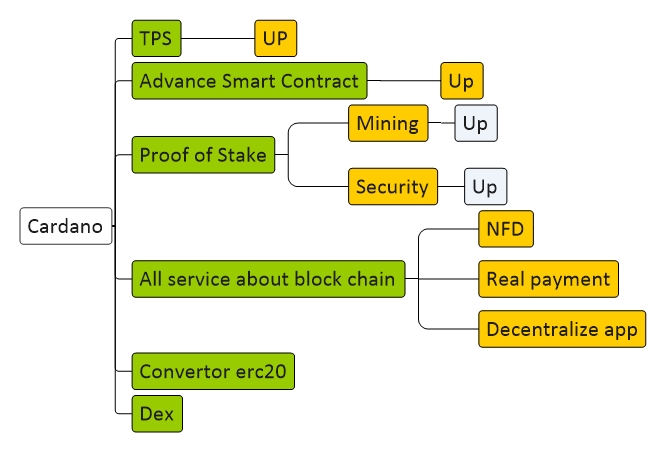 TPS
UP
Advance Smart Contract
Up
Mining
Up
Proof of Stake
Security
Up
Cardano
NFD
All service about block chain
Real payment
Decentralize app
Convertor erc20
Dex